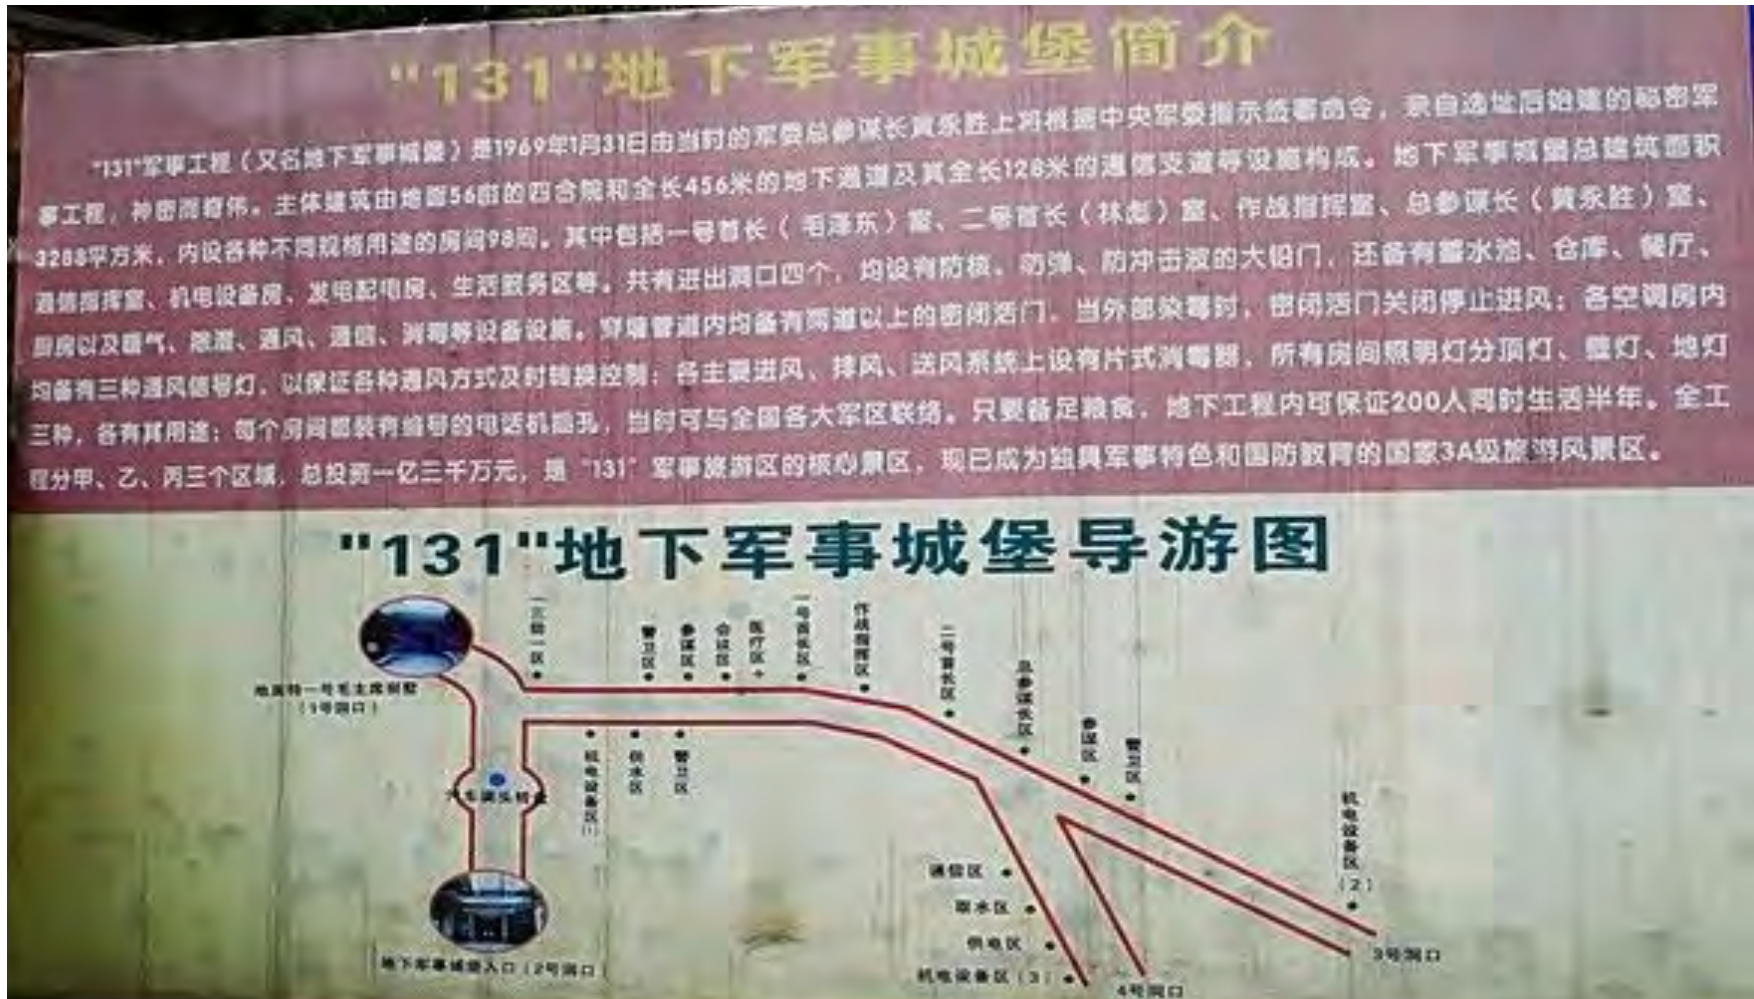 "131"地下军事城堡简介
"131"军事工程（又名地下军事城堡）是1969年1月31日由当时的军委总参谋长黄永胜上将根据中央军委指示签署命令，亲自选址后始建的秘密军
事工程，神密而奇伟。主体建筑由地面56亩的四合院和全长456米的地下通道及其全长128米的通信支道等设施构成。地下军事城堡总建筑面积
3288平方米，内设各种不同规格用途的房间98间。其中包括一号首长（毛泽东）室、二号首长（林彪）室、作战指挥室、总参谋长（黄永胜）室、
通信指挥室、机电设备房、发电配电房、生活服务区等。共有进出洞口四个，均设有防核、防弹、防冲击波的大铅门，还备有蓄水池、仓库、餐厅、
厨房以及暖气、除湿、通风、通信、消毒等设备设施。穿墙管道内均备有两道以上的密闭活门，当外部染毒时，密闭活门关闭停止进风；各空调房内
均备有三种通风信号灯，以保证各种通风方式及时转换控制；各主要进风、排风、送风系统上设有片式消毒器，所有房间照明灯分顶灯、壁灯、地灯
三种，各有其用途；每个房间都装有编号的电话机插孔，当时可与全国各大军区联络。只要备足粮食，地下工程内可保证200人同时生活半年。全工
程分甲、乙、丙三个区域，总投资一亿三千万元，是"131"军事旅游区的核心景区，现已成为独具军事特色和国防教育的国家3A级旅游风景区。
"131"地下军事城堡导游图
警卫区
参谋区
会议区
医疗区
一号首长区
作战指挥区
二号首长区
总参谋长区
参谋区
警卫区
机电设备区（2）
号毛主席别墅
（1号洞口）
机电设备区（1）
供水区
警卫区
通信区
取水区
供电区
机电设备区（3）
地下军事城堡入口（2号洞口）
3号洞口
4号洞口